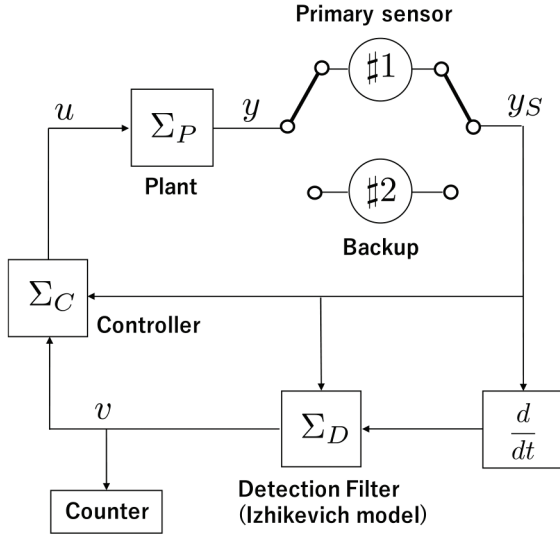 Primary sensor
♯1
u
y
y_S
Σ_P
Plant
♯2
Backup
Σ_C
Controller
v
Σ_D
d
dt
Detection Filter
(Izhikevich model)
Counter